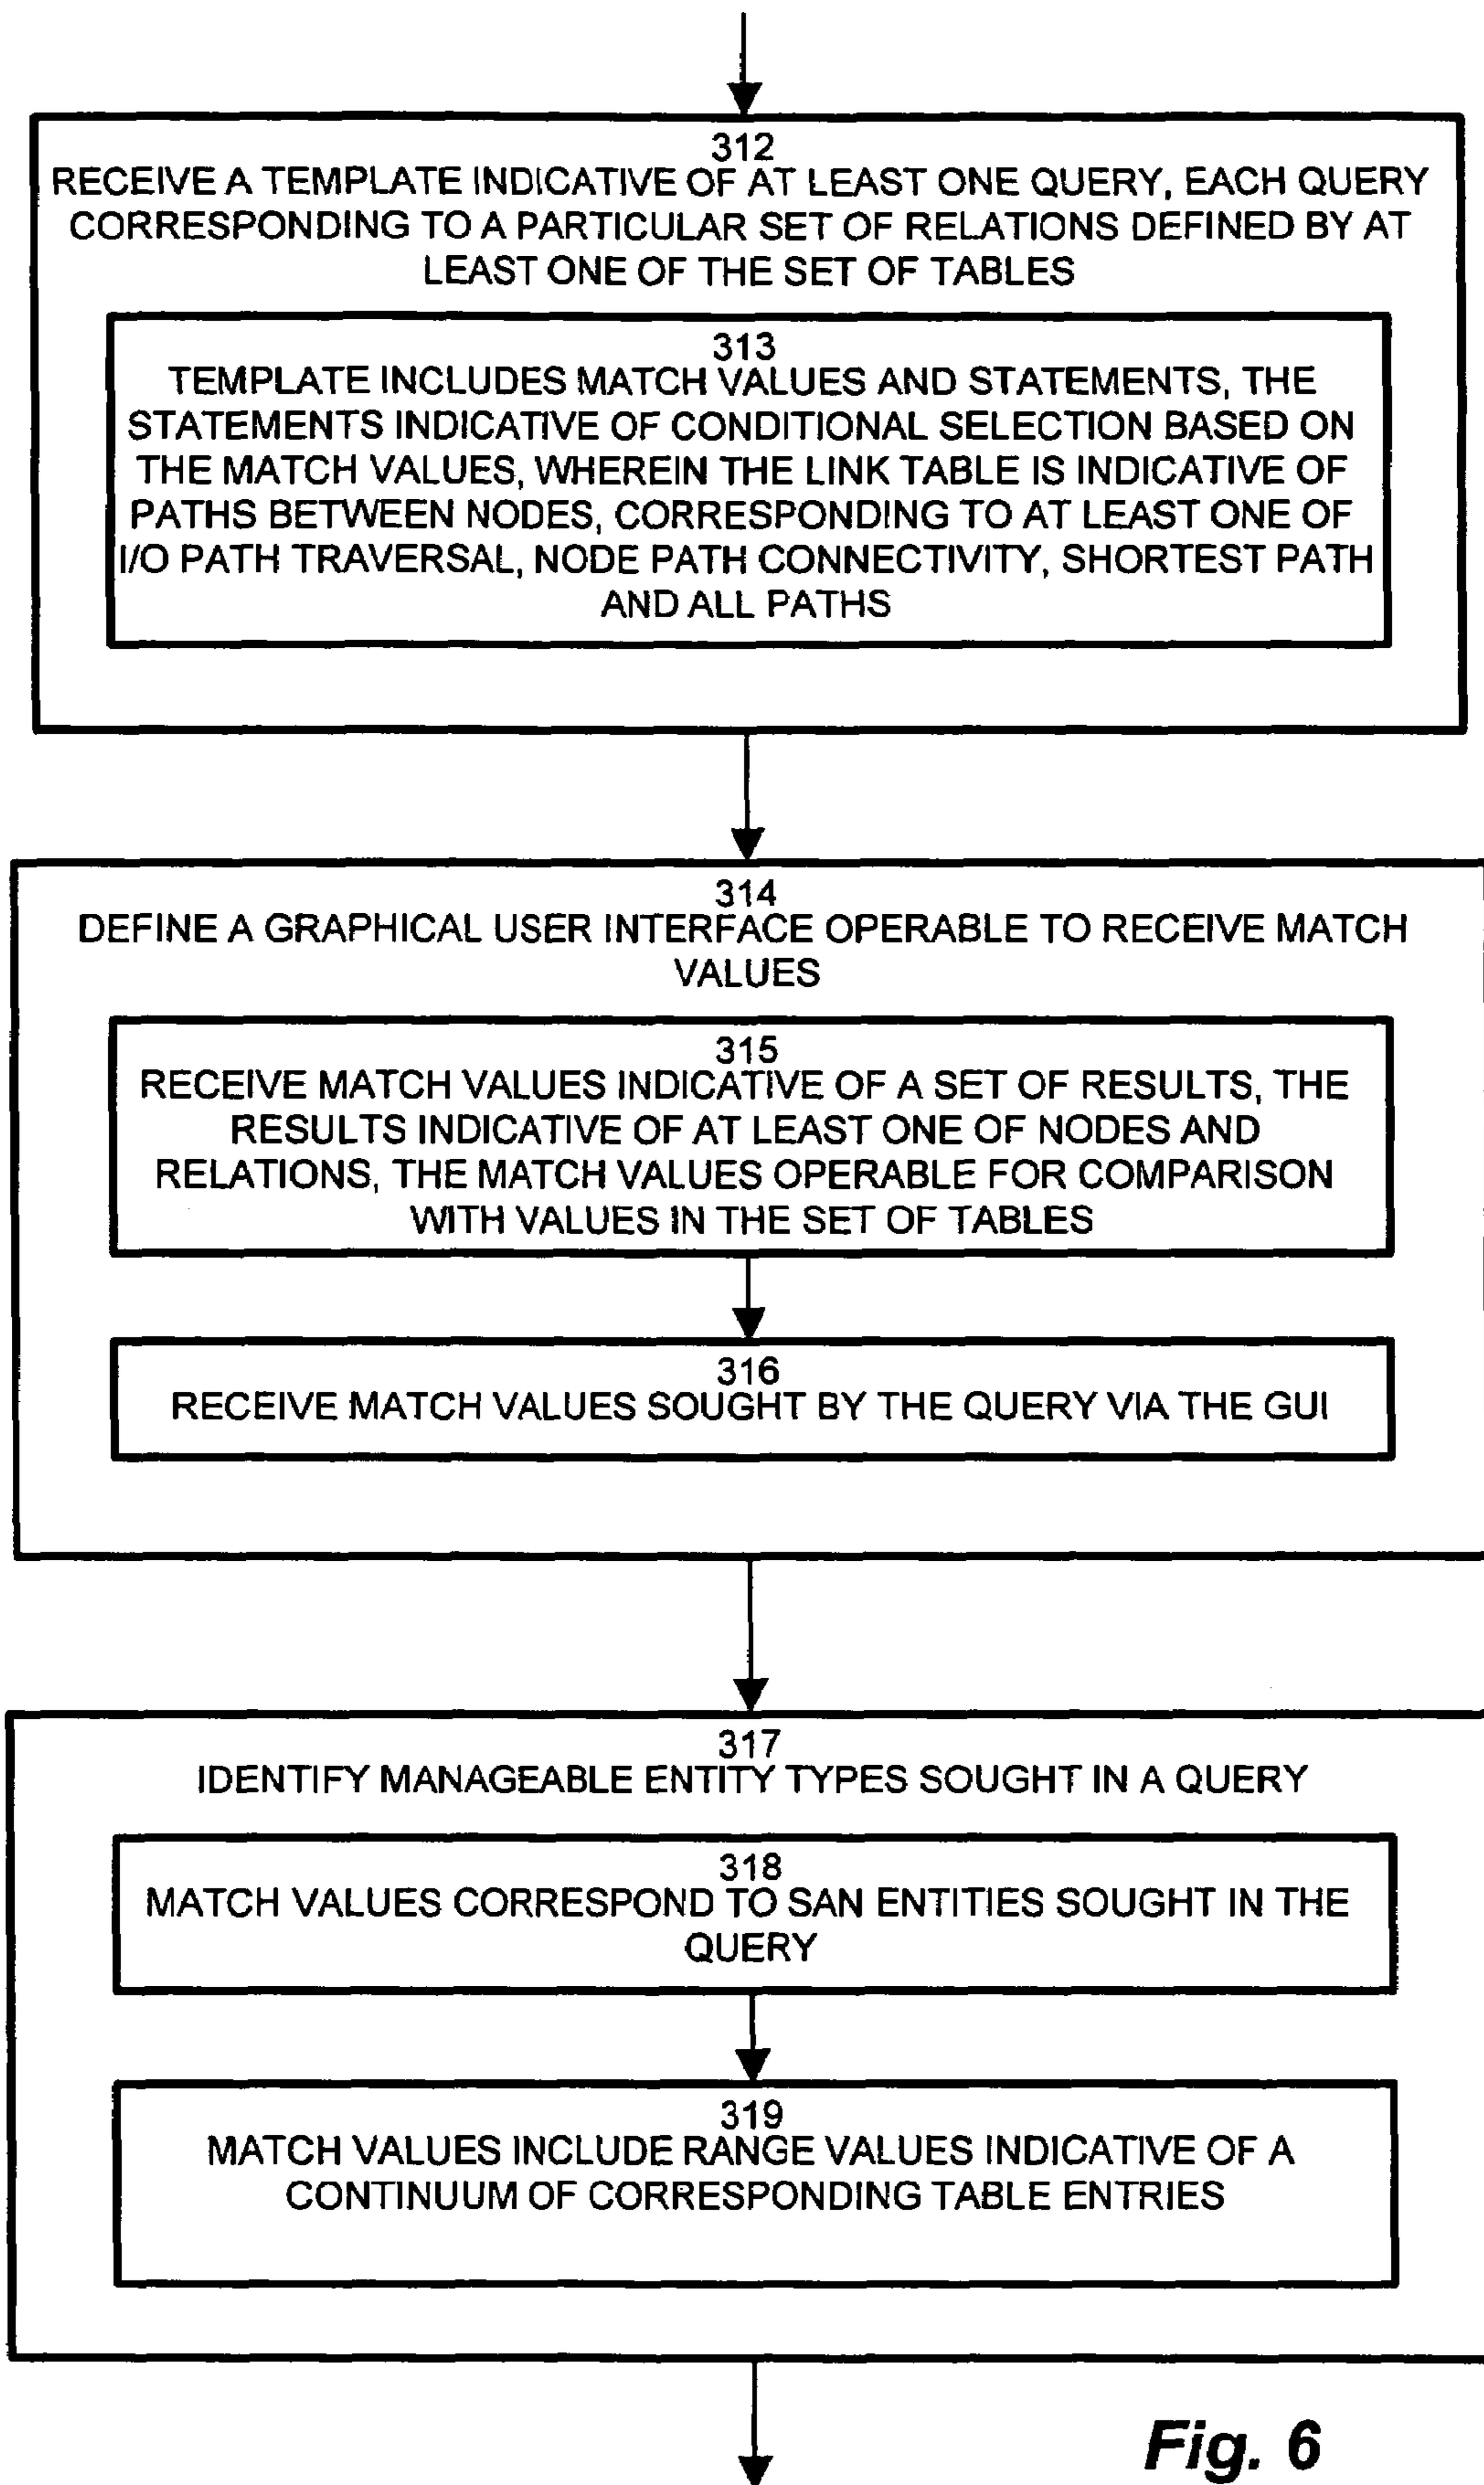 312
RECEIVE A TEMPLATE INDICATIVE OF AT LEAST ONE QUERY, EACH QUERY
CORRESPONDING TO A PARTICULAR SET OF RELATIONS DEFINED BY AT
LEAST ONE OF THE SET OF TABLES
313
TEMPLATE INCLUDES MATCH VALUES AND STATEMENTS, THE
STATEMENTS INDICATIVE OF CONDITIONAL SELECTION BASED ON
THE MATCH VALUES, WHEREIN THE LINK TABLE IS INDICATIVE OF
PATHS BETWEEN NODES, CORRESPONDING TO AT LEAST ONE OF
I/O PATH TRAVERSAL, NODE PATH CONNECTIVITY, SHORTEST PATH
AND ALL PATHS
314
DEFINE A GRAPHICAL USER INTERFACE OPERABLE TO RECEIVE MATCH
VALUES
315
RECEIVE MATCH VALUES INDICATIVE OF A SET OF RESULTS, THE
RESULTS INDICATIVE OF AT LEAST ONE OF NODES AND
RELATIONS, THE MATCH VALUES OPERABLE FOR COMPARISON
WITH VALUES IN THE SET OF TABLES
316
RECEIVE MATCH VALUES SOUGHT BY THE QUERY VIA THE GUI
317
IDENTIFY MANAGEABLE ENTITY TYPES SOUGHT IN A QUERY
318
MATCH VALUES CORRESPOND TO SAN ENTITIES SOUGHT IN THE
QUERY
319
MATCH VALUES INCLUDE RANGE VALUES INDICATIVE OF A
CONTINUUM OF CORRESPONDING TABLE ENTRIES
Fig. 6